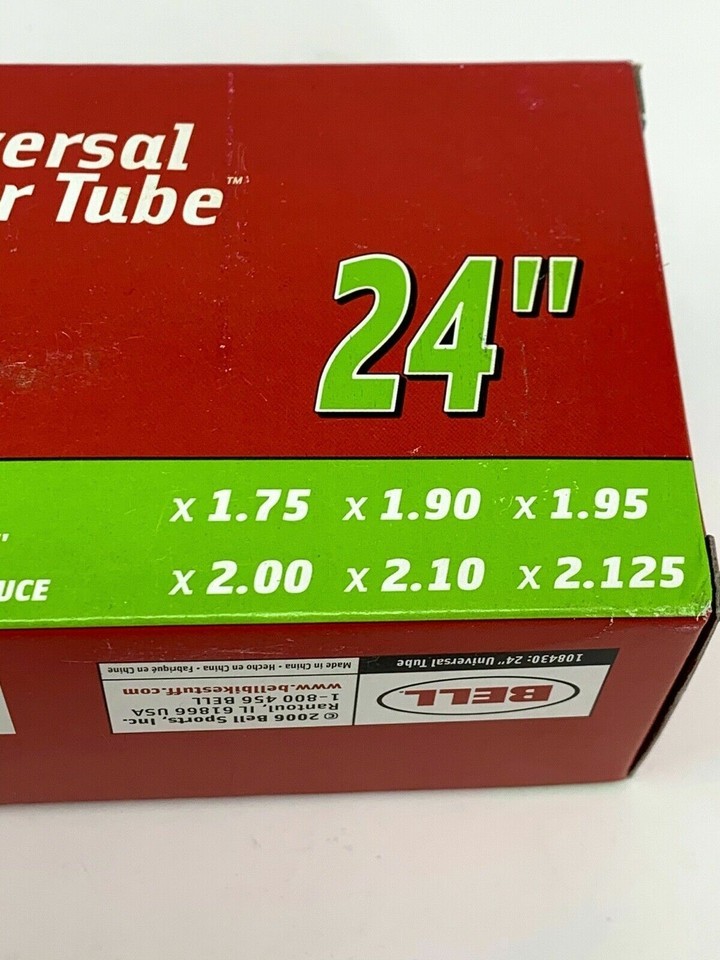 ersal
r Tube™
24"
x 1.75 x 1.90 x 1.95
"
UCE
x 2.00 x 2.10 x 2.125
BELL
108430: 24" Universal Tube
© 2006 Bell Sports, Inc.
Rantoul, IL 61866 USA
1-800 456 BELL
www.bellbikestuff.com
Made in China • Hecho en China • Fabriqué en Chine